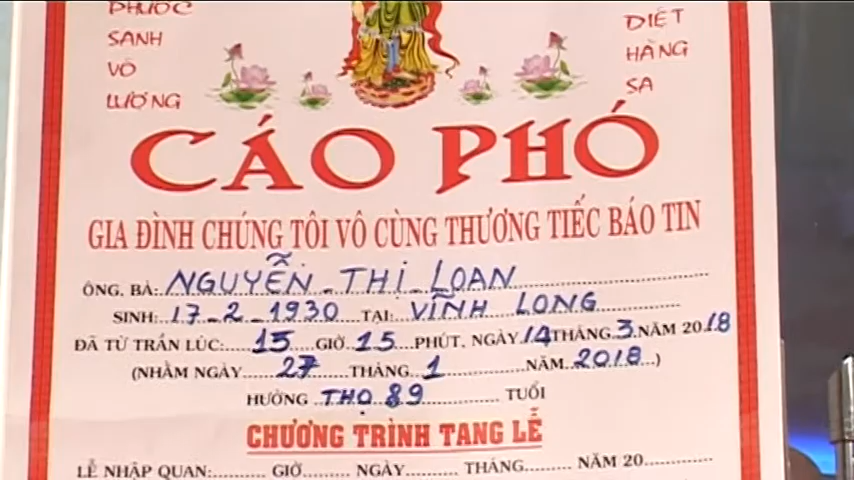 PHƯỚC
SANH
VÔ
LƯỢNG
DIỆT
HÀNG
SA
CÁO PHÓ
GIA ĐÌNH CHÚNG TÔI VÔ CÙNG THƯƠNG TIẾC BÁO TIN
ÔNG, BÀ: NGUYỄN THỊ LOAN
SINH: 17-2-1930 TẠI: VĨNH LONG
ĐÃ TỪ TRẦN LÚC: 15 GIỜ 15 PHÚT, NGÀY 14 THÁNG 3 NĂM 2018
(NHẰM NGÀY 27 THÁNG 1 NĂM 2018)
HƯỞNG THỌ 89 TUỔI
CHƯƠNG TRÌNH TANG LỄ
LỄ NHẬP QUAN: GIỜ NGÀY THÁNG NĂM 20